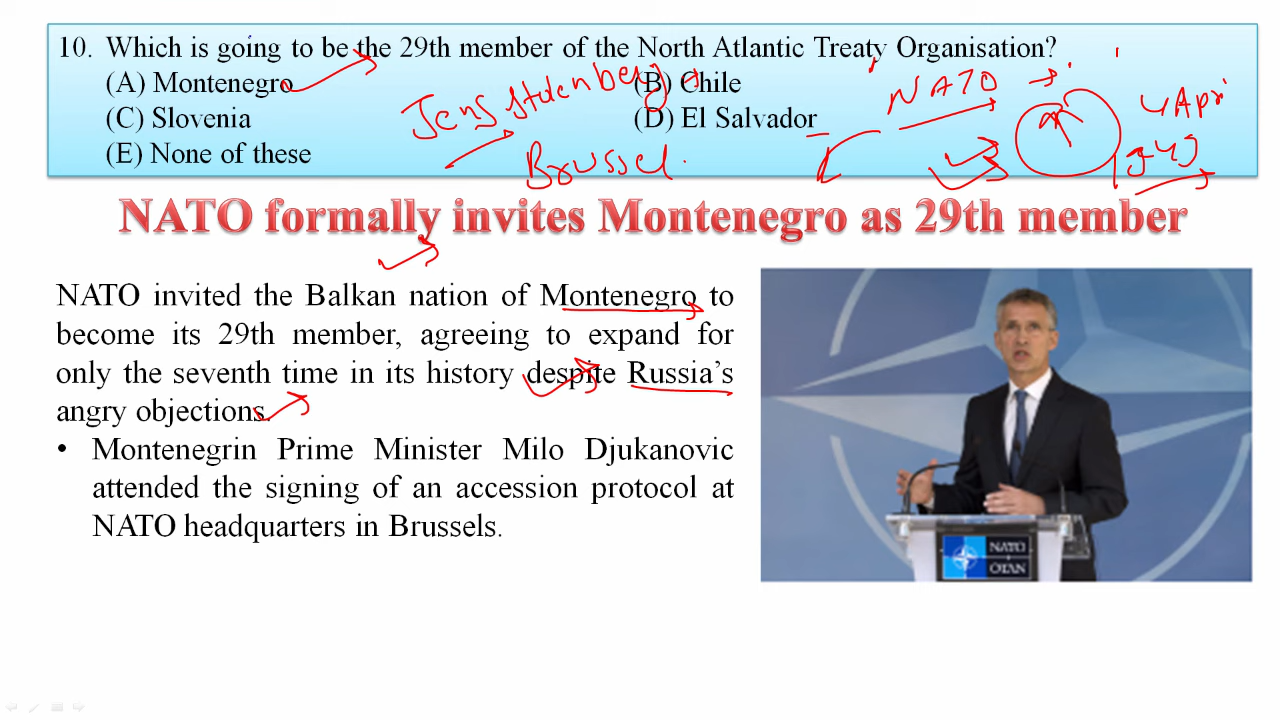 10. Which is going to be the 29th member of the North Atlantic Treaty Organisation?
(A) Montenegro (B) Chile
(C) Slovenia (D) El Salvador
(E) None of these
Jens stolenberg
Brussel.
NATO
4 Apri
1949
NATO formally invites Montenegro as 29th member
NATO invited the Balkan nation of Montenegro to
become its 29th member, agreeing to expand for
only the seventh time in its history despite Russia's
angry objections.
• Montenegrin Prime Minister Milo Djukanovic
attended the signing of an accession protocol at
NATO headquarters in Brussels.
NATO
OTAN